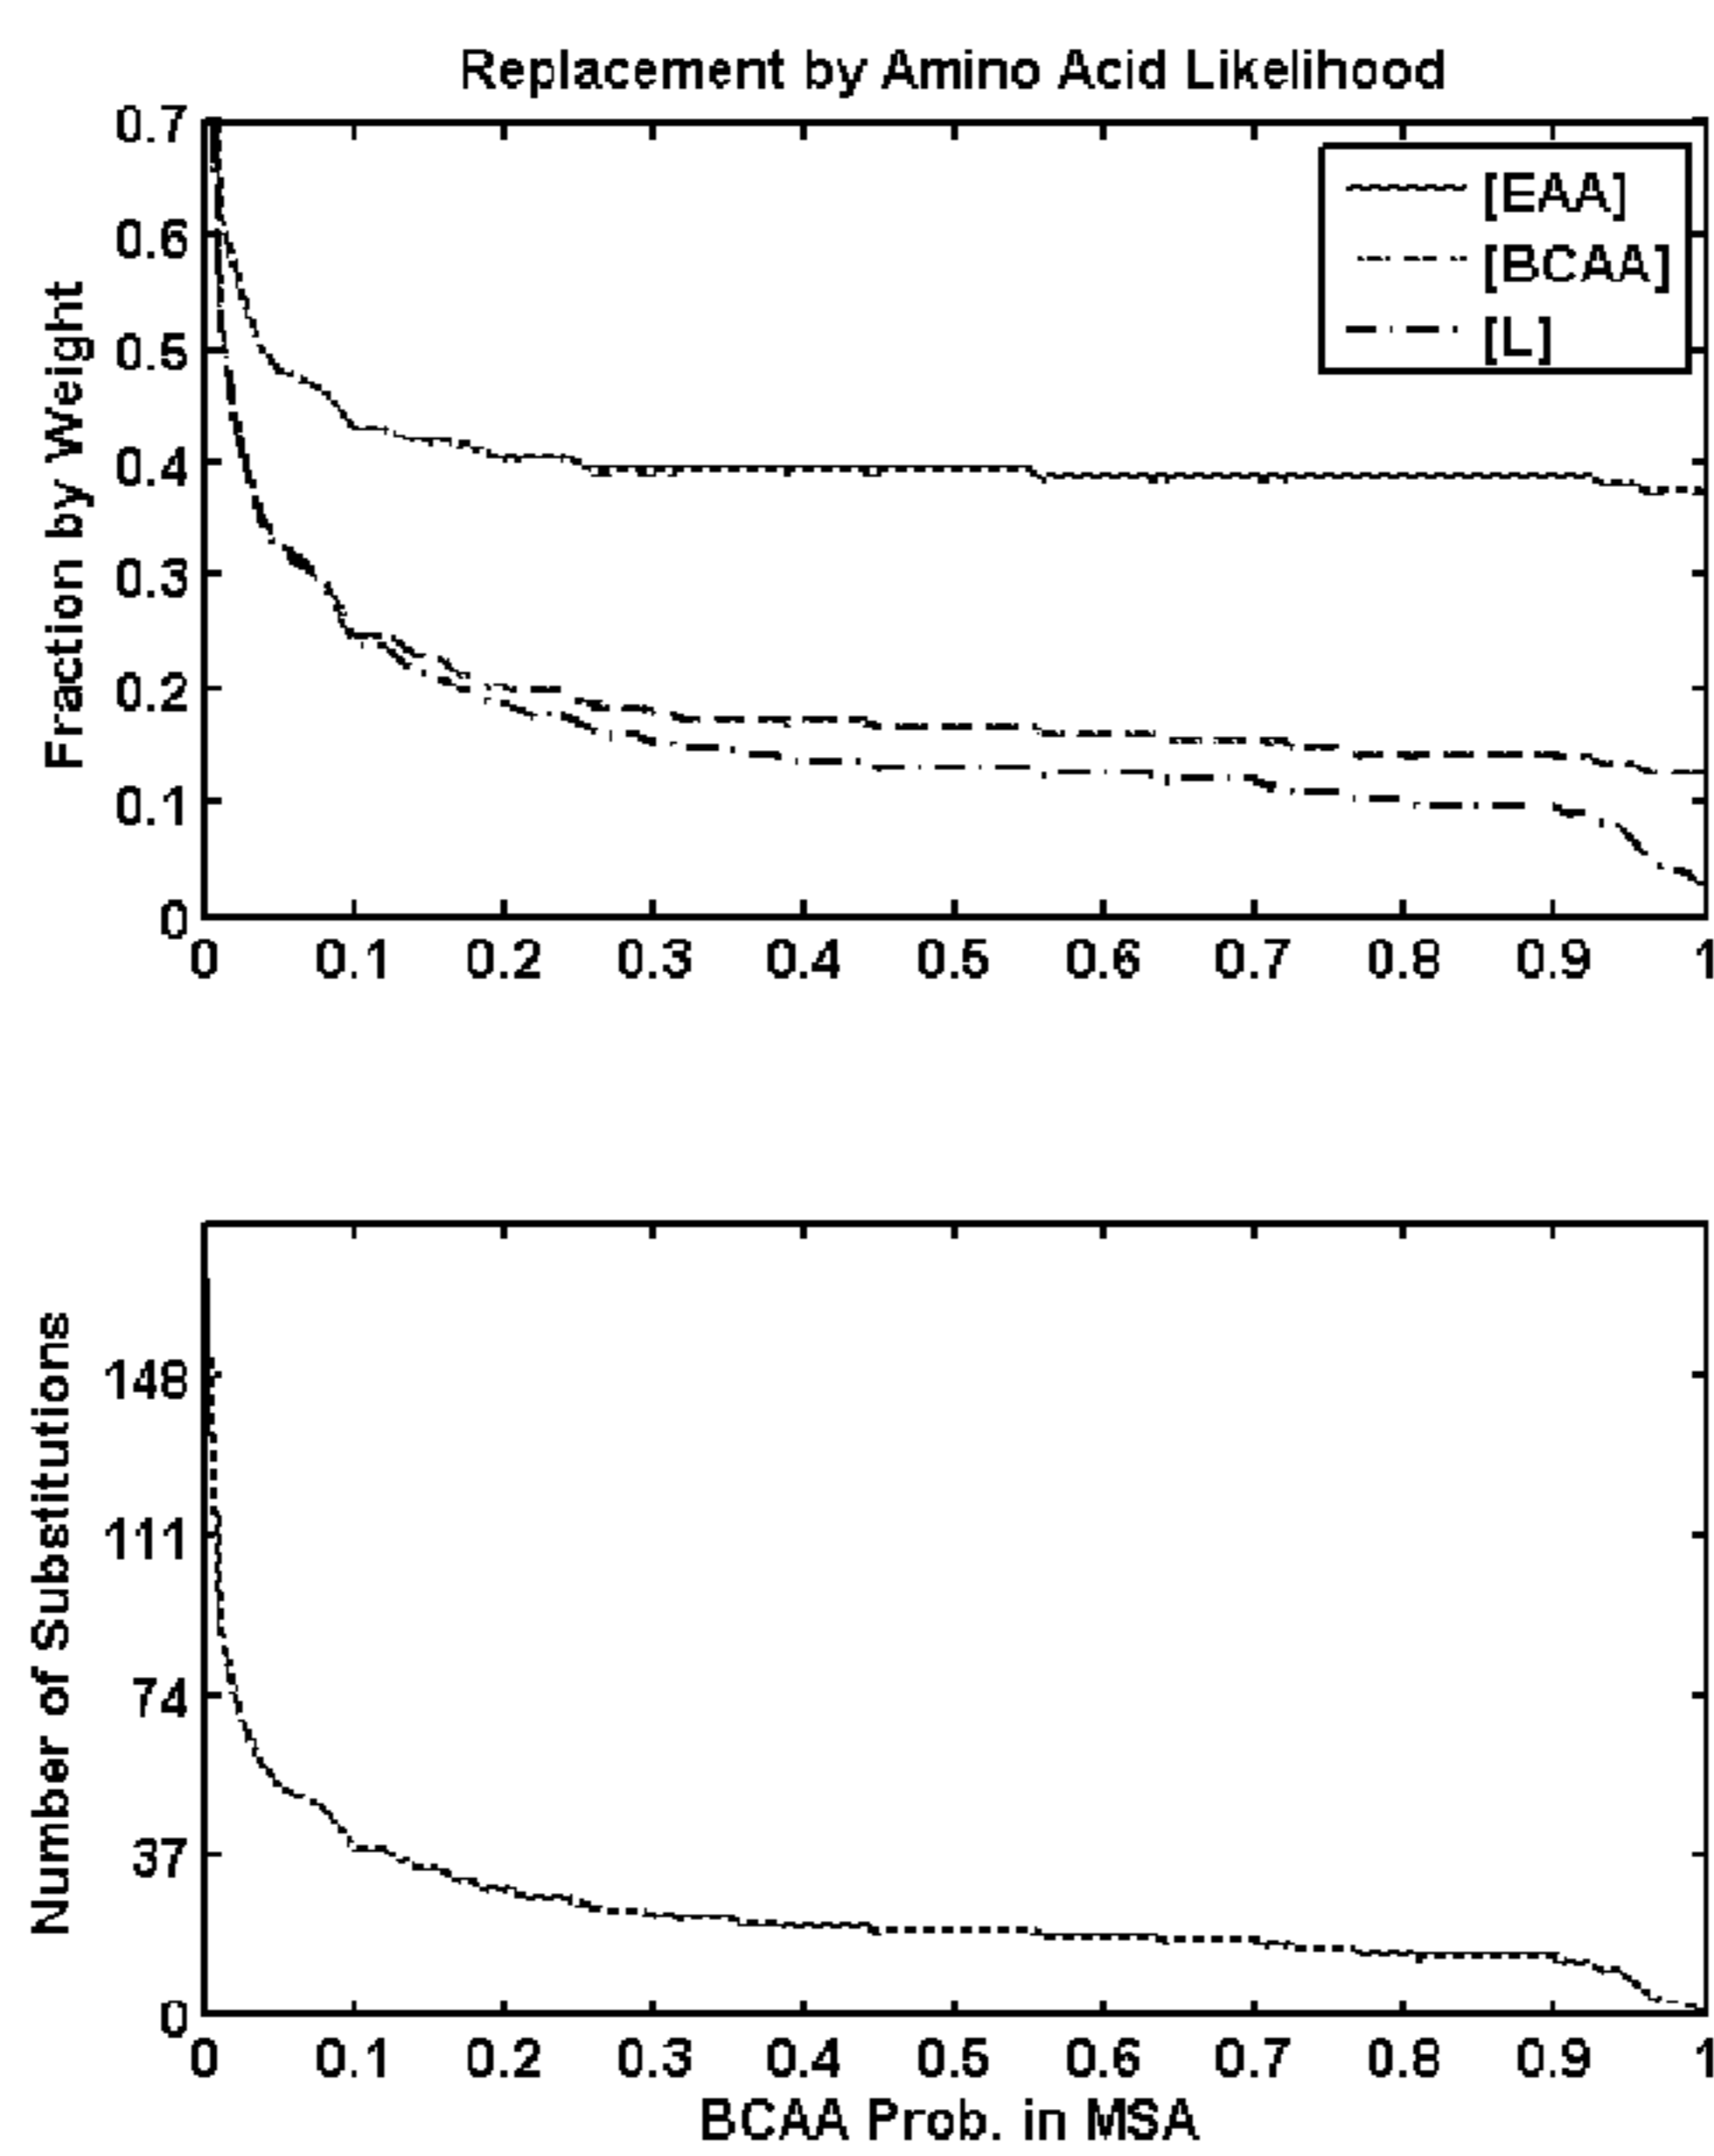 Replacement by Amino Acid Likelihood
Fraction by Weight
0.7
0.6
0.5
0.4
0.3
0.2
0.1
0
[EAA]
[BCAA]
[L]
0 0.1 0.2 0.3 0.4 0.5 0.6 0.7 0.8 0.9 1
Number of Substitutions
148
111
74
37
0
0 0.1 0.2 0.3 0.4 0.5 0.6 0.7 0.8 0.9 1
BCAA Prob. in MSA